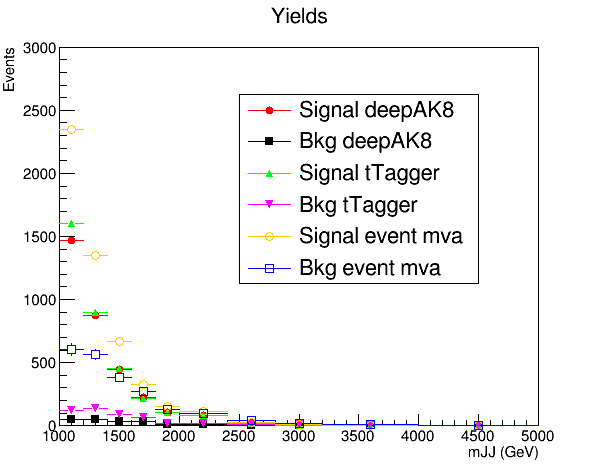 Yields
Events
3000
2500
2000
1500
1000
500
0
Signal deepAK8
Bkg deepAK8
Signal tTagger
Bkg tTagger
Signal event mva
Bkg event mva
1000 1500 2000 2500 3000 3500 4000 4500 5000
mJJ (GeV)